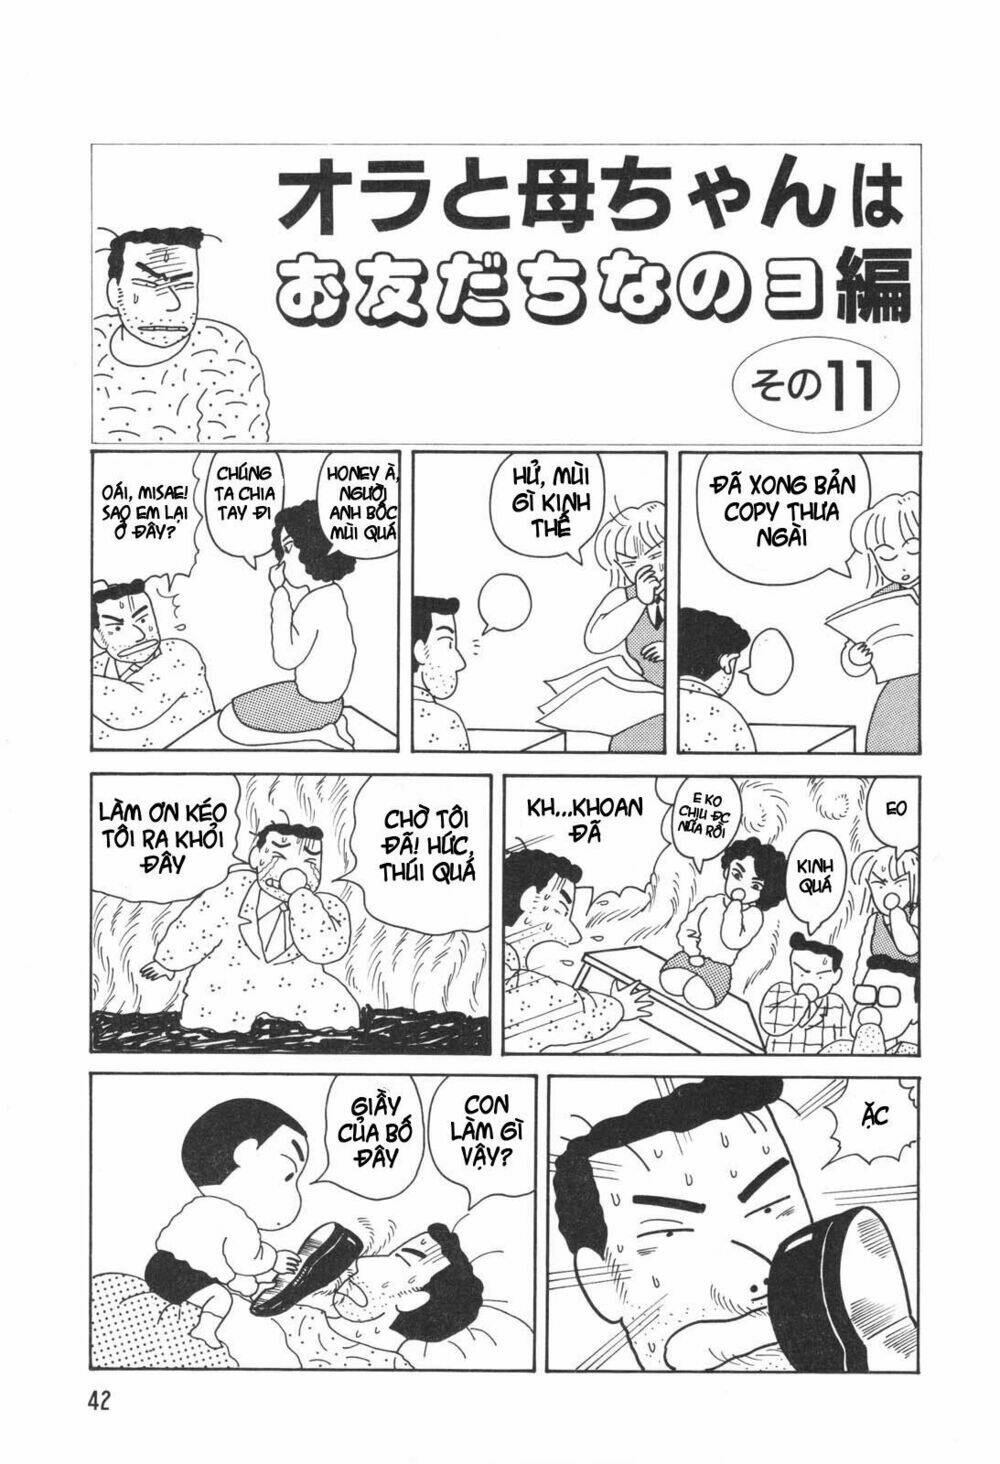 オラと母ちゃんは
お友だちなのヨ編
その11
ĐÃ XONG BẢN
COPY THƯA
NGÀI
HỬ, MÙI
GÌ KINH
THẾ
HONEY À,
NGƯỜI
ANH BỐC
MÙI QUÁ
CHÚNG
TA CHIA
TAY ĐI
OÁI, MISAE!
SAO EM LẠI
Ở ĐÂY?
EO
KINH
QUÁ
E KO
CHỊU ĐC
NỮA RỒI
KH...KHOAN
ĐÃ
CHỜ TÔI
ĐÃ! HỨC,
THÚI QUÁ
LÀM ƠN KÉO
TÔI RA KHỎI
ĐÂY
ẶC
CON
LÀM GÌ
VẬY?
GIẦY
CỦA BỐ
ĐÂY
42